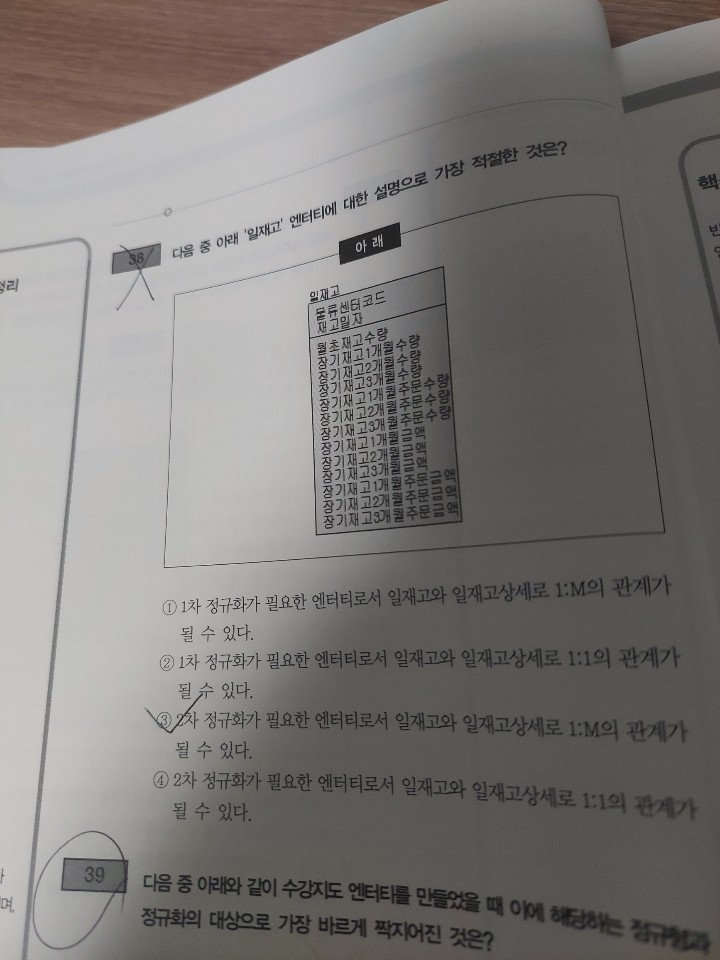 38 다음 중 아래 '일재고' 엔터티에 대한 설명으로 가장 적절한 것은?
아 래
일재고
물류센터코드
재고일자
월초재고수량
장기재고1개월수량
장기재고2개월수량
장기재고3개월수량
장기재고1개월주문수량
장기재고2개월주문수량
장기재고3개월주문수량
장기재고1개월금액
장기재고2개월금액
장기재고3개월금액
장기재고1개월주문금액
장기재고2개월주문금액
장기재고3개월주문금액
① 1차 정규화가 필요한 엔터티로서 일재고와 일재고상세로 1:M의 관계가
될 수 있다.
② 1차 정규화가 필요한 엔터티로서 일재고와 일재고상세로 1:1의 관계가
될 수 있다.
③ 2차 정규화가 필요한 엔터티로서 일재고와 일재고상세로 1:M의 관계가
될 수 있다.
④ 2차 정규화가 필요한 엔터티로서 일재고와 일재고상세로 1:1의 관계가
될 수 있다.
39 다음 중 아래와 같이 수강지도 엔터티를 만들었을 때 이에 해당하는 정규형과
정규화의 대상으로 가장 바르게 짝지어진 것은?
정리
며,
핵